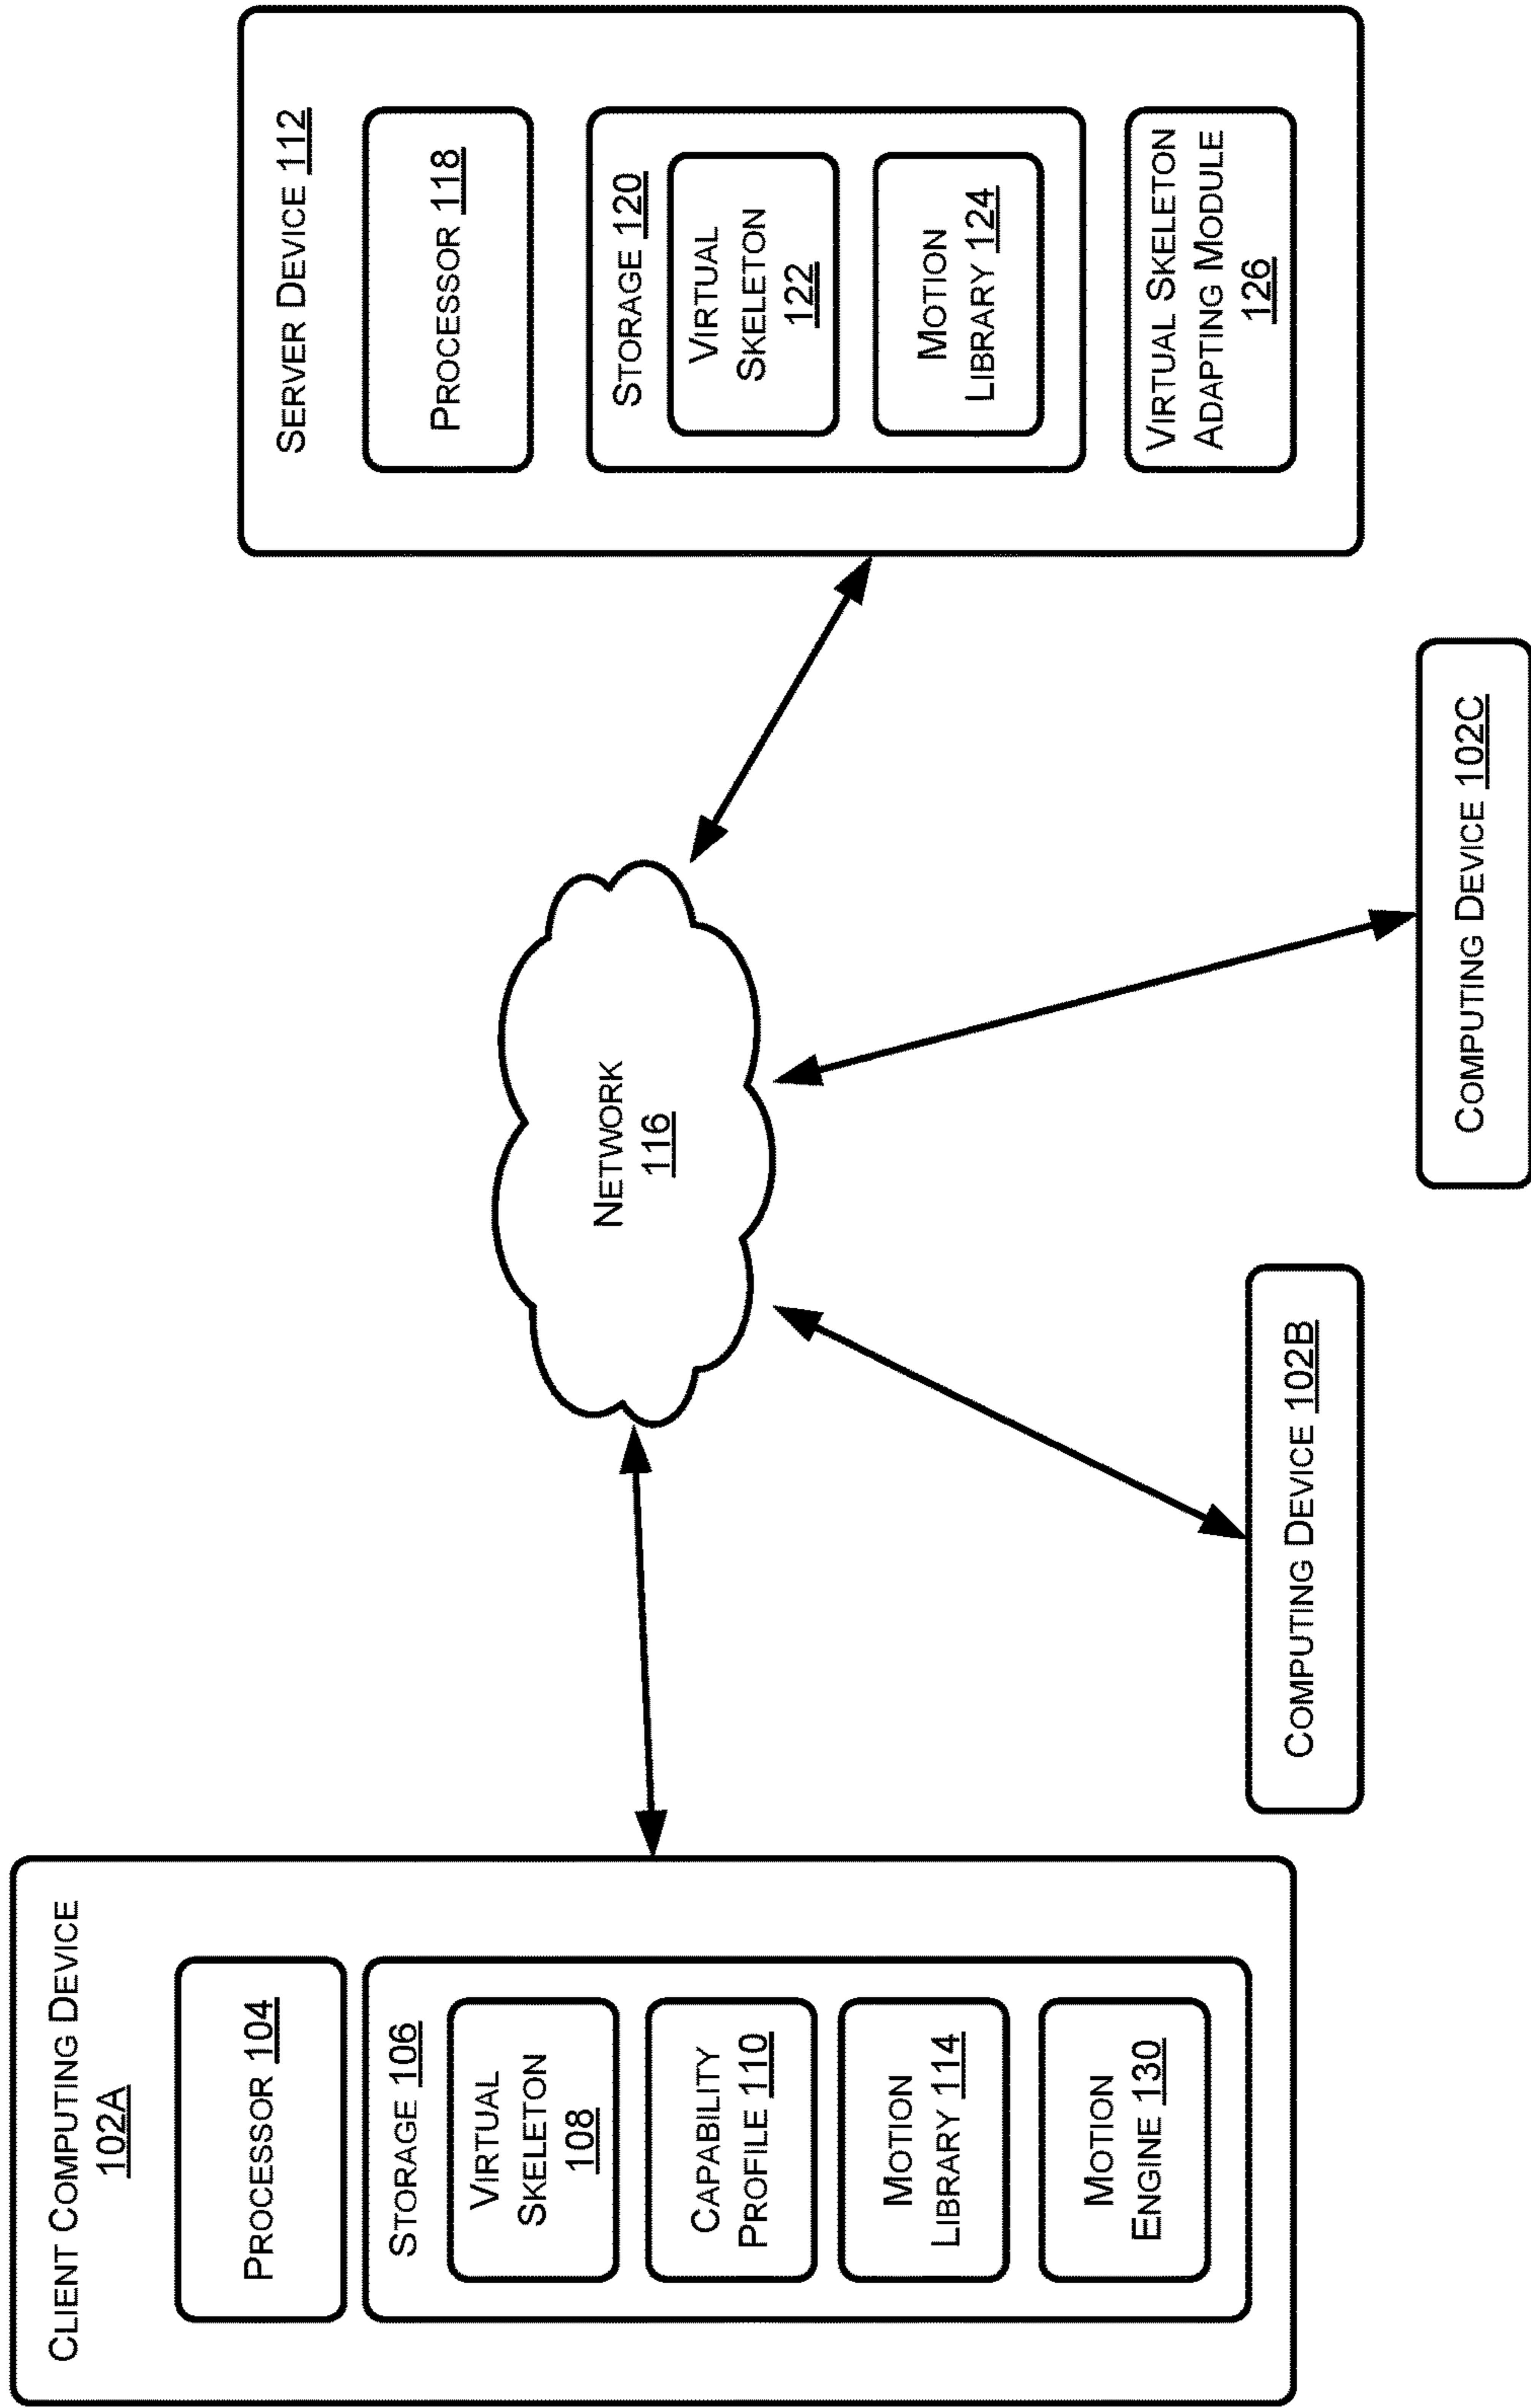 CLIENT COMPUTING DEVICE
102A
PROCESSOR 104
STORAGE 106
VIRTUAL
SKELETON
108
CAPABILITY
PROFILE 110
MOTION
LIBRARY 114
MOTION
ENGINE 130
NETWORK
116
COMPUTING DEVICE 102B
COMPUTING DEVICE 102C
SERVER DEVICE 112
PROCESSOR 118
STORAGE 120
VIRTUAL
SKELETON
122
MOTION
LIBRARY 124
VIRTUAL SKELETON
ADAPTING MODULE
126